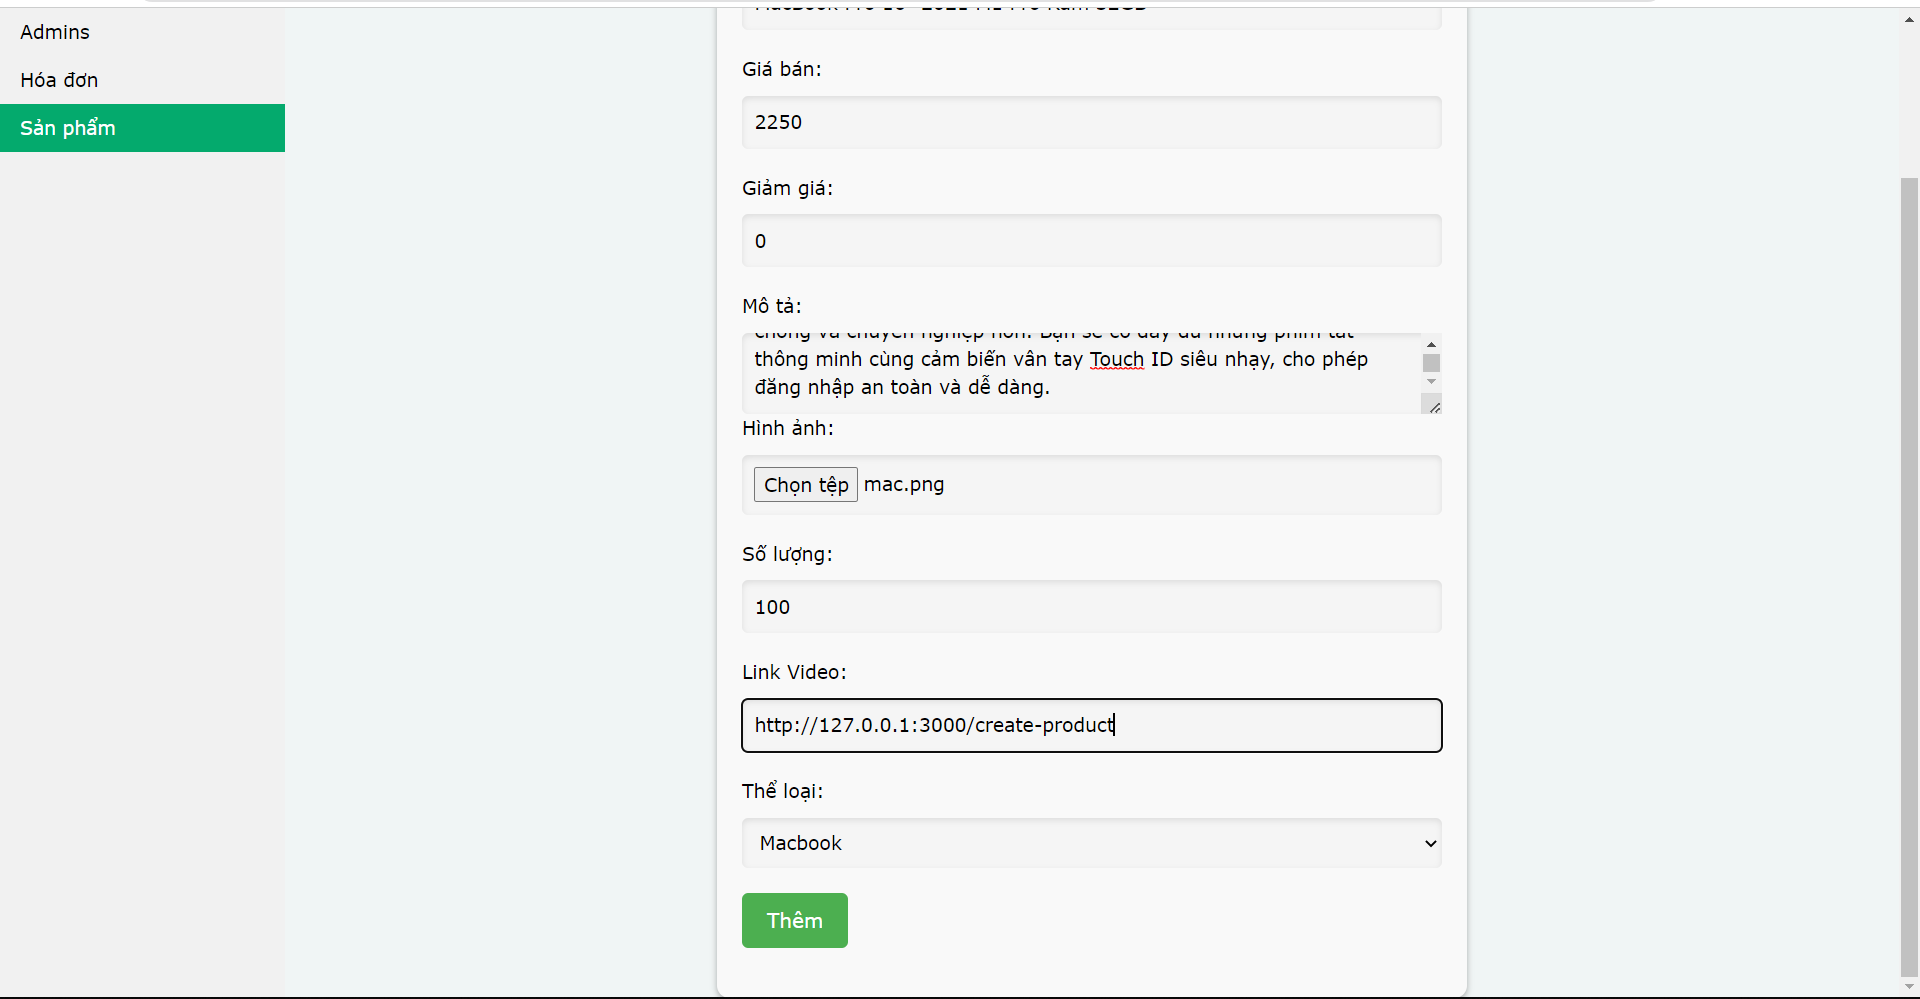 Admins
Hóa đơn
Sản phẩm
Giá bán:
2250
Giảm giá:
0
Mô tả:
thông minh cùng cảm biến vân tay Touch ID siêu nhạy, cho phép
đăng nhập an toàn và dễ dàng.
Hình ảnh:
Chọn tệp mac.png
Số lượng:
100
Link Video:
http://127.0.0.1:3000/create-product
Thể loại:
Macbook
Thêm